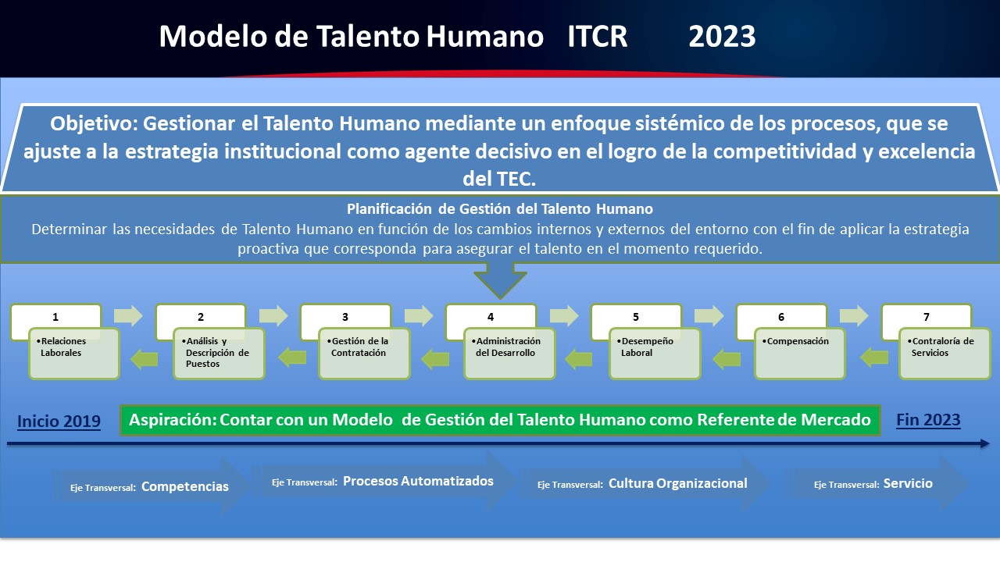 Modelo de Talento Humano ITCR 2023
Objetivo: Gestionar el Talento Humano mediante un enfoque sistémico de los procesos, que se
ajuste a la estrategia institucional como agente decisivo en el logro de la competitividad y excelencia
del TEC.
Planificación de Gestión del Talento Humano
Determinar las necesidades de Talento Humano en función de los cambios internos y externos del entorno con el fin de aplicar la estrategia
proactiva que corresponda para asegurar el talento en el momento requerido.
1
•Relaciones
Laborales
2
•Análisis y
Descripción de
Puestos
3
•Gestión de la
Contratación
4
•Administración
del Desarrollo
5
•Desempeño
Laboral
6
•Compensación
7
•Contraloría de
Servicios
Inicio 2019
Aspiración: Contar con un Modelo de Gestión del Talento Humano como Referente de Mercado
Fin 2023
Eje Transversal: Competencias
Eje Transversal: Procesos Automatizados
Eje Transversal: Cultura Organizacional
Eje Transversal: Servicio